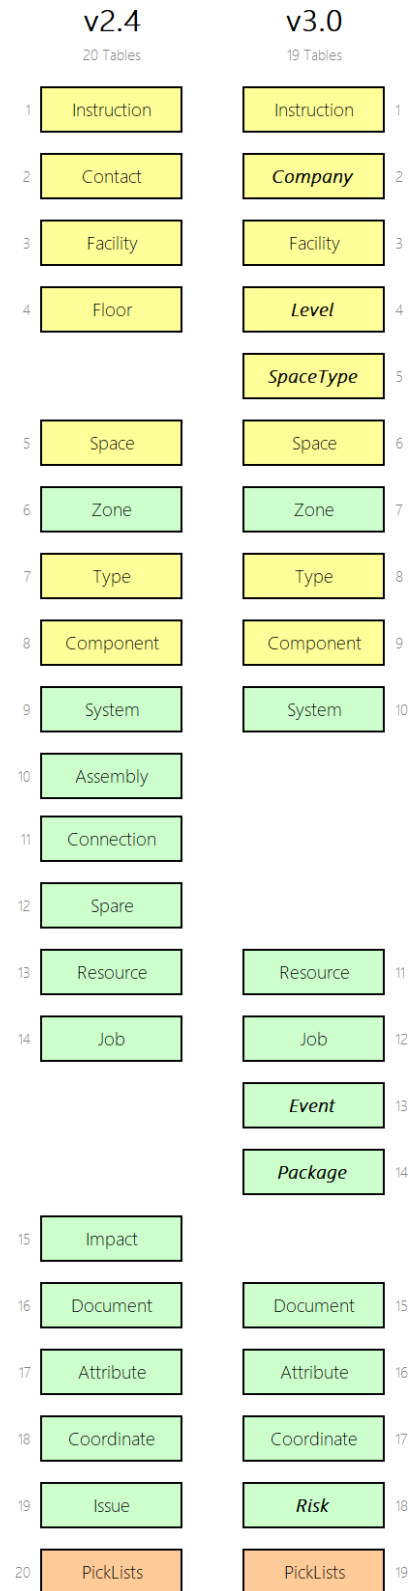 v2.4 v3.0
20 Tables 19 Tables
1 Instruction Instruction 1
2 Contact Company 2
3 Facility Facility 3
4 Floor Level 4
SpaceType 5
5 Space Space 6
6 Zone Zone 7
7 Type Type 8
8 Component Component 9
9 System System 10
10 Assembly
11 Connection
12 Spare
13 Resource Resource 11
14 Job Job 12
Event 13
Package 14
15 Impact
16 Document Document 15
17 Attribute Attribute 16
18 Coordinate Coordinate 17
19 Issue Risk 18
20 PickLists PickLists 19